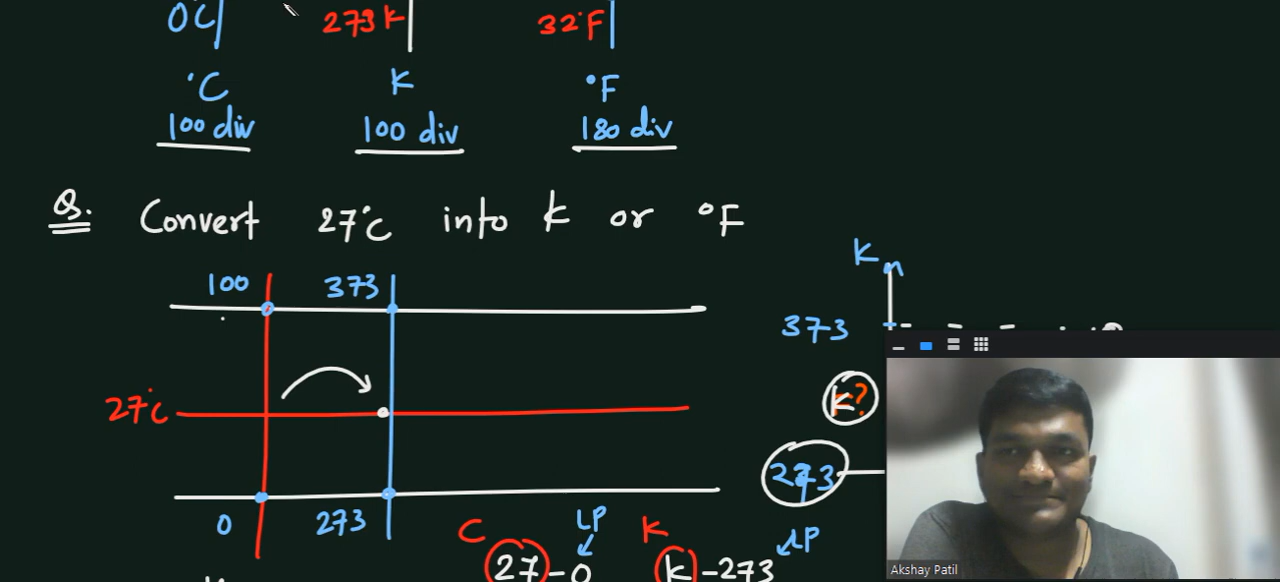 0°C 273K 32°F
°C K °F
100 div 100 div 180 div
Q. Convert 27°C into K or °F
100 373
27°C
0 273
C LP K
27-0 K-273 LP
K
373
K?
273
Akshay Patil